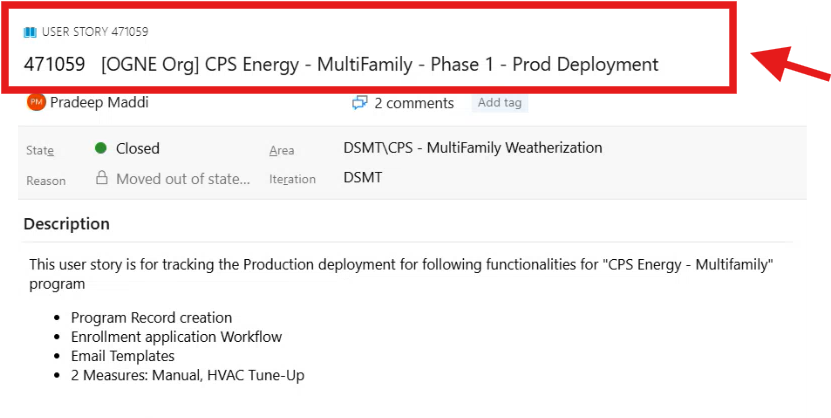 USER STORY 471059
471059 [OGNE Org] CPS Energy - MultiFamily - Phase 1 - Prod Deployment
PM Pradeep Maddi 2 comments Add tag
State Closed Area DSMT\CPS - MultiFamily Weatherization
Reason Moved out of state... Iteration DSMT
Description
This user story is for tracking the Production deployment for following functionalities for "CPS Energy - Multifamily"
program
• Program Record creation
• Enrollment application Workflow
• Email Templates
• 2 Measures: Manual, HVAC Tune-Up